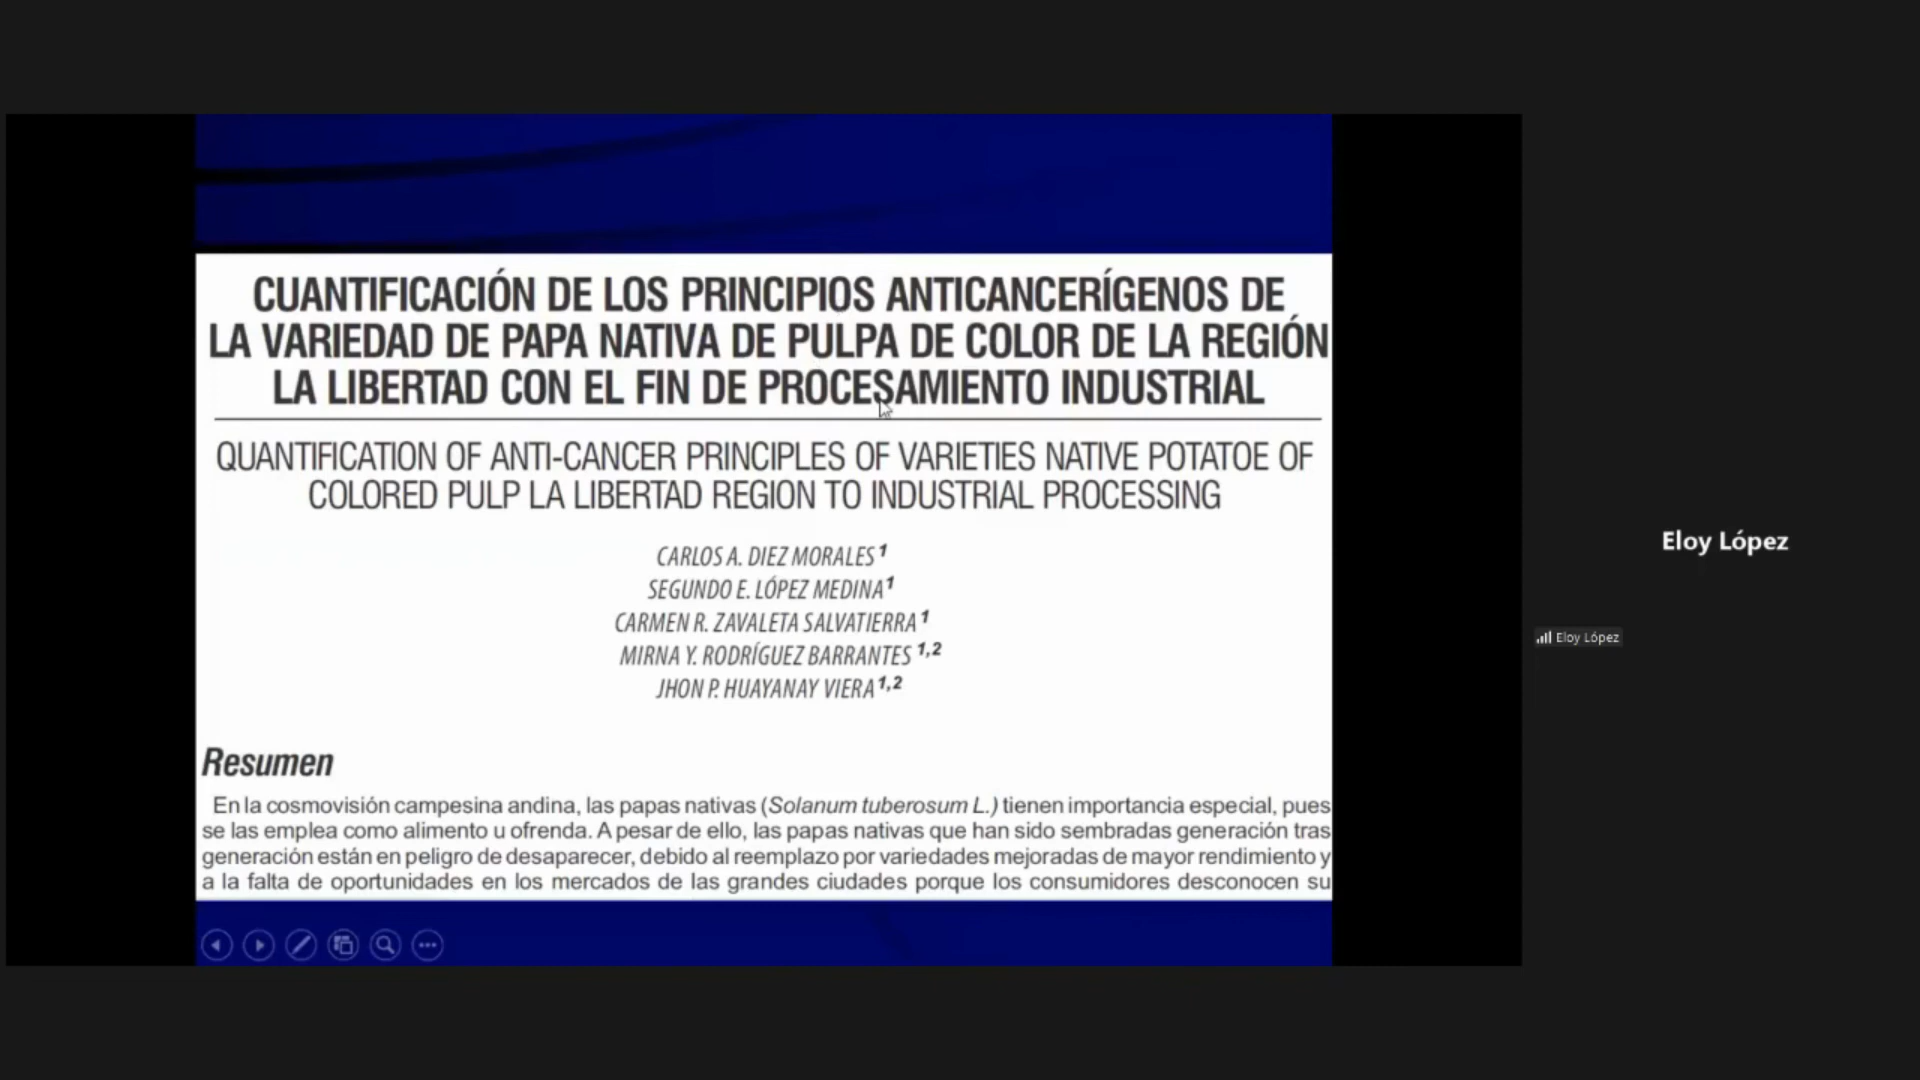 CUANTIFICACIÓN DE LOS PRINCIPIOS ANTICANCERÍGENOS DE
LA VARIEDAD DE PAPA NATIVA DE PULPA DE COLOR DE LA REGIÓN
LA LIBERTAD CON EL FIN DE PROCESAMIENTO INDUSTRIAL
QUANTIFICATION OF ANTI-CANCER PRINCIPLES OF VARIETIES NATIVE POTATOE OF
COLORED PULP LA LIBERTAD REGION TO INDUSTRIAL PROCESSING
CARLOS A. DIEZ MORALES 1
SEGUNDO E. LÓPEZ MEDINA 1
CARMEN R. ZAVALETA SALVATIERRA 1
MIRNA Y. RODRÍGUEZ BARRANTES 1,2
JHON P. HUAYANAY VIERA 1,2
Resumen
En la cosmovisión campesina andina, las papas nativas (Solanum tuberosum L.) tienen importancia especial, pues
se las emplea como alimento u ofrenda. A pesar de ello, las papas nativas que han sido sembradas generación tras
generación están en peligro de desaparecer, debido al reemplazo por variedades mejoradas de mayor rendimiento y
a la falta de oportunidades en los mercados de las grandes ciudades porque los consumidores desconocen su
Eloy López
Eloy López